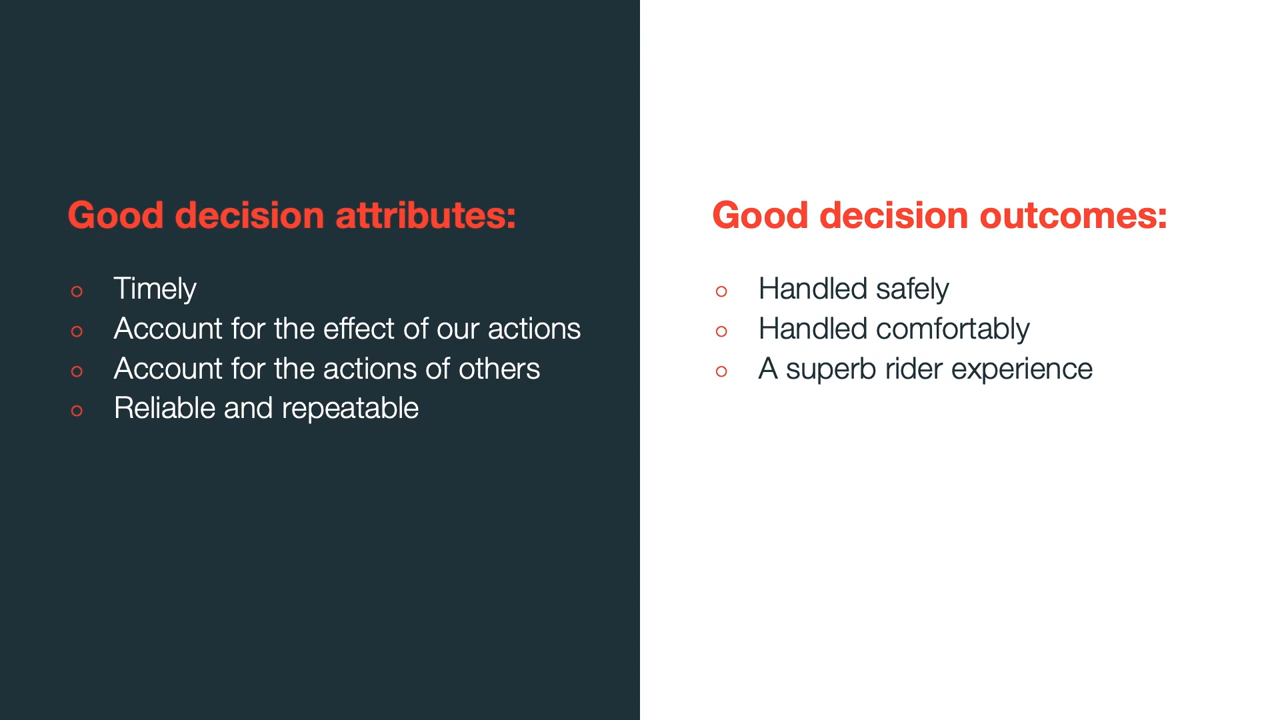 Good decision attributes:
Timely
Account for the effect of our actions
Account for the actions of others
Reliable and repeatable
Good decision outcomes:
Handled safely
Handled comfortably
A superb rider experience